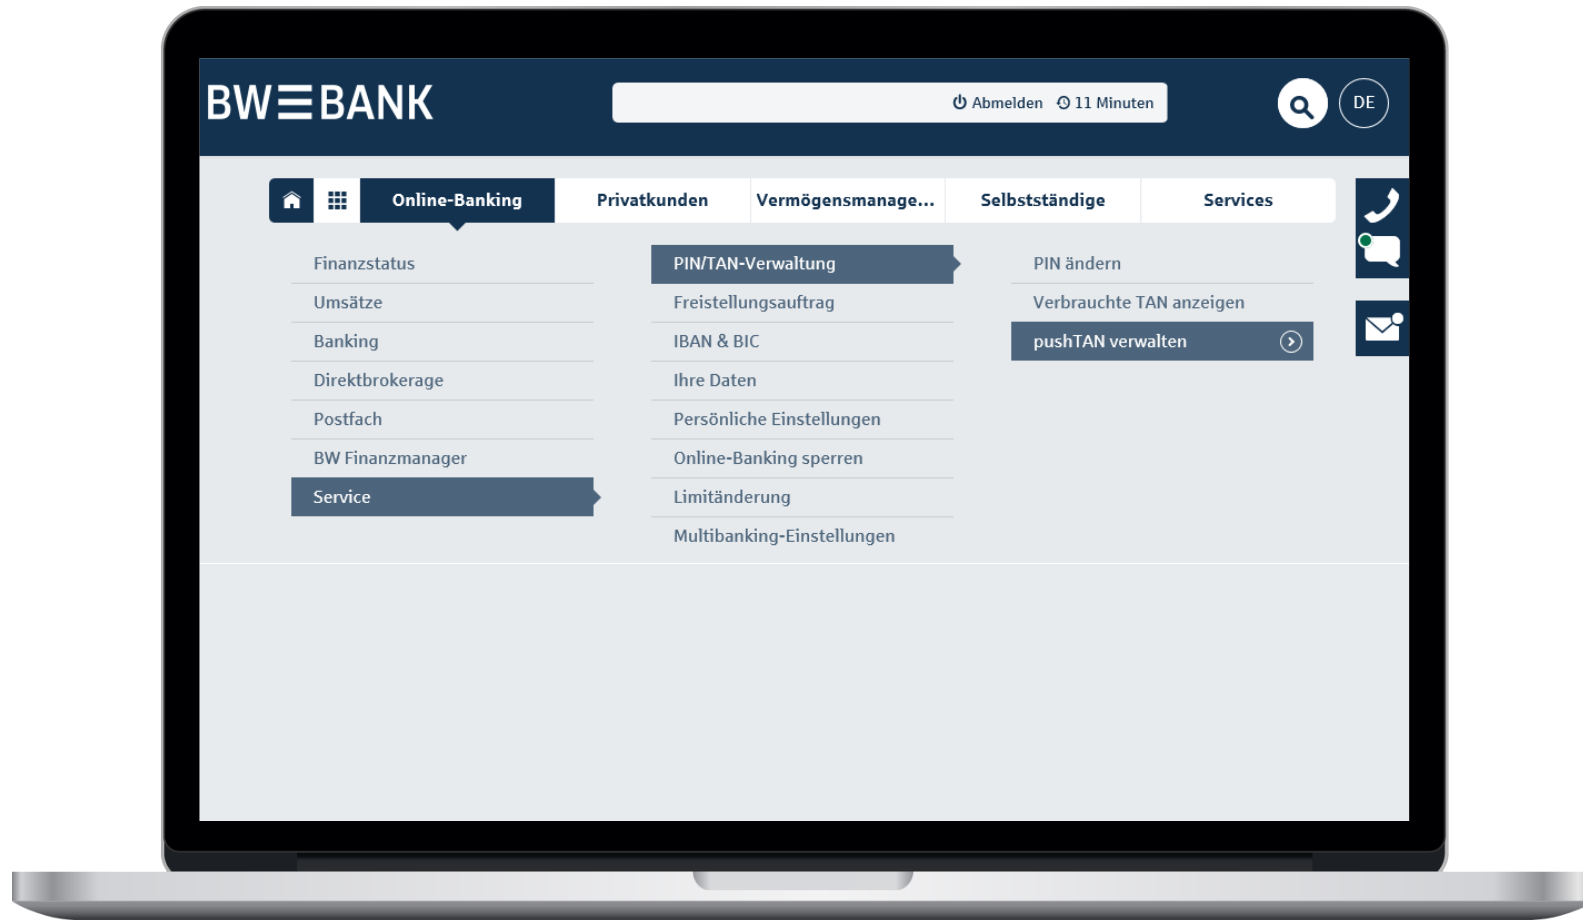 BW BANK
Abmelden 11 Minuten
DE
Online-Banking Privatkunden Vermögensmanage... Selbstständige Services
Finanzstatus
Umsätze
Banking
Direktbrokerage
Postfach
BW Finanzmanager
Service
PIN/TAN-Verwaltung
Freistellungsauftrag
IBAN & BIC
Ihre Daten
Persönliche Einstellungen
Online-Banking sperren
Limitänderung
Multibanking-Einstellungen
PIN ändern
Verbrauchte TAN anzeigen
pushTAN verwalten